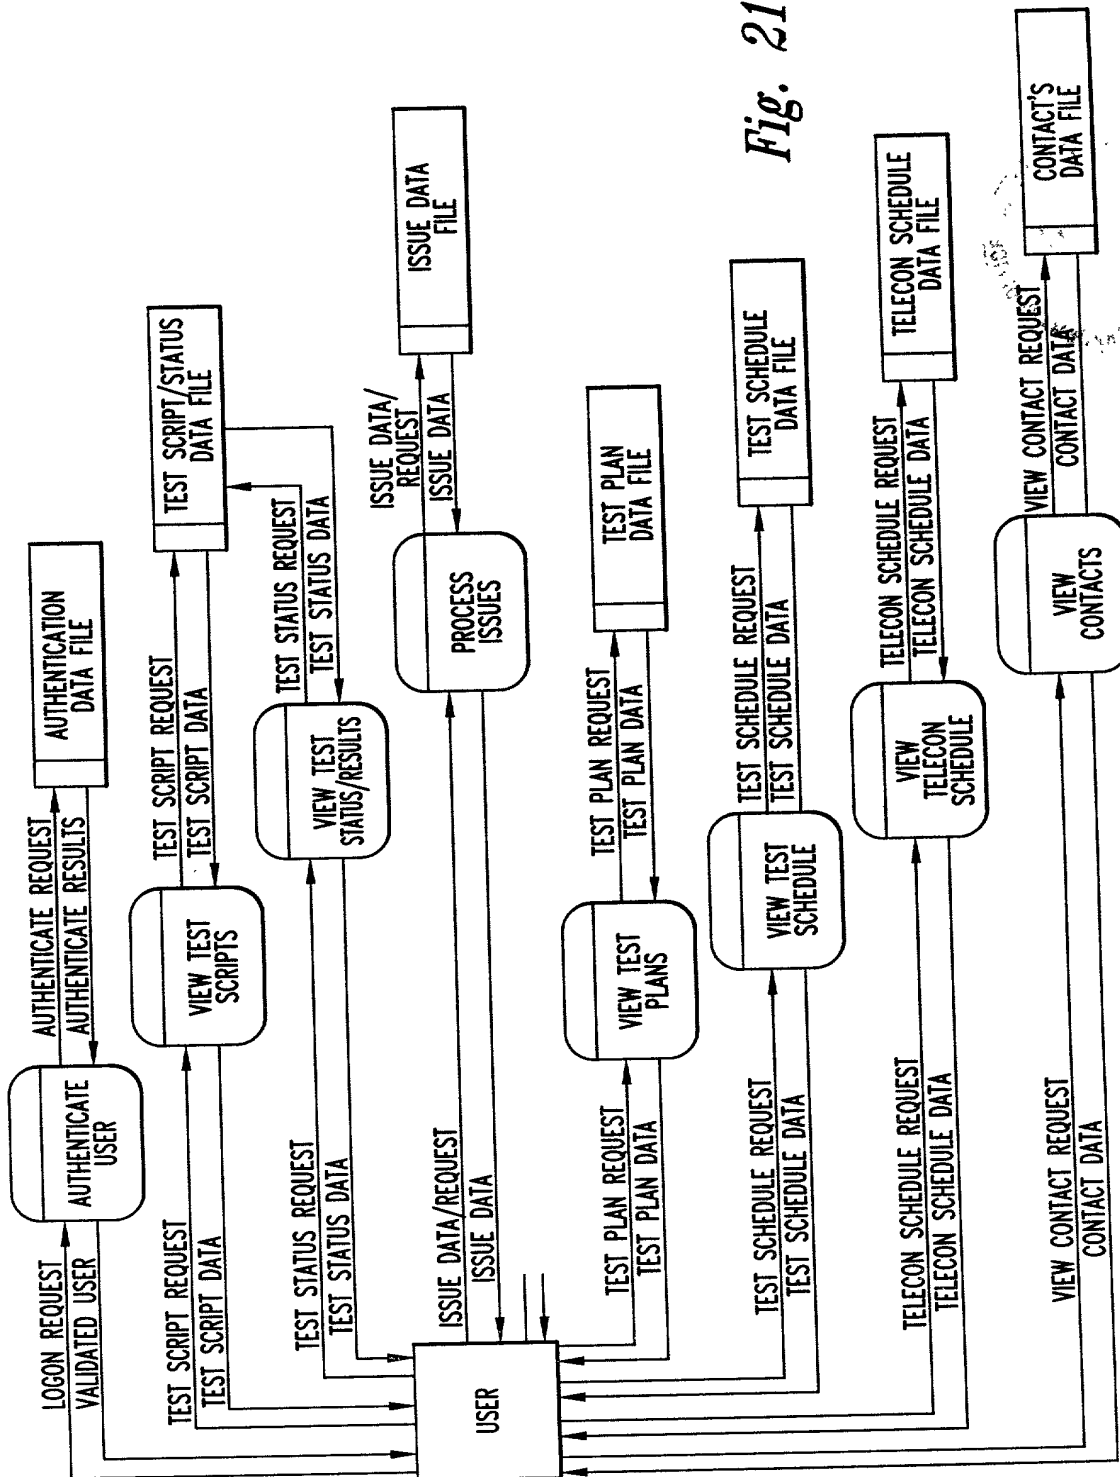 LOGON REQUEST
VALIDATED USER
AUTHENTICATE
USER
AUTHENTICATE REQUEST
AUTHENTICATE RESULTS
AUTHENTICATION
DATA FILE
TEST SCRIPT REQUEST
TEST SCRIPT DATA
VIEW TEST
SCRIPTS
TEST SCRIPT REQUEST
TEST SCRIPT DATA
TEST SCRIPT/STATUS
DATA FILE
TEST STATUS REQUEST
TEST STATUS DATA
VIEW TEST
STATUS/RESULTS
TEST STATUS REQUEST
TEST STATUS DATA
ISSUE DATA/REQUEST
ISSUE DATA
PROCESS
ISSUES
ISSUE DATA/
REQUEST
ISSUE DATA
ISSUE DATA
FILE
USER
TEST PLAN REQUEST
TEST PLAN DATA
VIEW TEST
PLANS
TEST PLAN REQUEST
TEST PLAN DATA
TEST PLAN
DATA FILE
TEST SCHEDULE REQUEST
TEST SCHEDULE DATA
VIEW TEST
SCHEDULE
TEST SCHEDULE REQUEST
TEST SCHEDULE DATA
TEST SCHEDULE
DATA FILE
TELECON SCHEDULE REQUEST
TELECON SCHEDULE DATA
VIEW
TELECON
SCHEDULE
TELECON SCHEDULE REQUEST
TELECON SCHEDULE DATA
TELECON SCHEDULE
DATA FILE
VIEW CONTACT REQUEST
CONTACT DATA
VIEW
CONTACTS
VIEW CONTACT REQUEST
CONTACT DATA
CONTACT'S
DATA FILE
Fig. 21